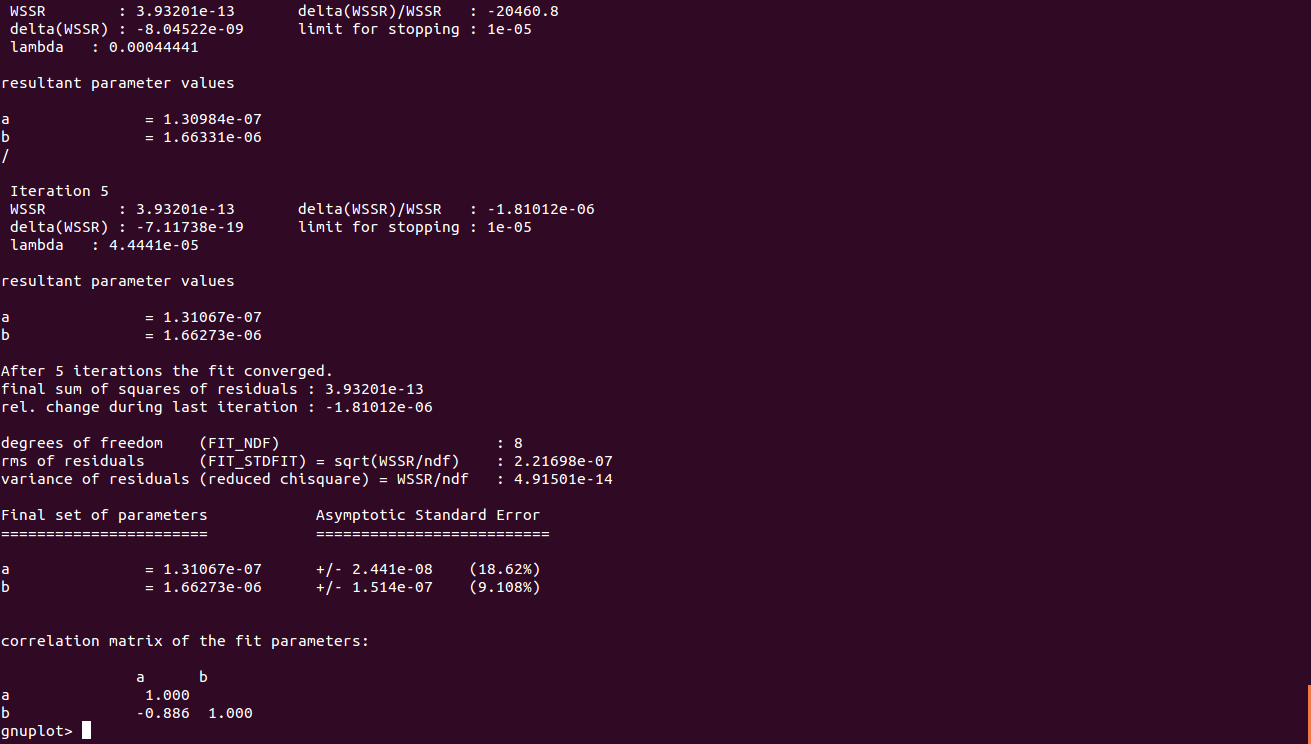 WSSR        : 3.93201e-13       delta(WSSR)/WSSR   : -20460.8
delta(WSSR) : -8.04522e-09      limit for stopping : 1e-05
lambda   : 0.00044441
resultant parameter values
a               = 1.30984e-07
b               = 1.66331e-06
/
Iteration 5
WSSR        : 3.93201e-13       delta(WSSR)/WSSR   : -1.81012e-06
delta(WSSR) : -7.11738e-19      limit for stopping : 1e-05
lambda   : 4.4441e-05
resultant parameter values
a               = 1.31067e-07
b               = 1.66273e-06
After 5 iterations the fit converged.
final sum of squares of residuals : 3.93201e-13
rel. change during last iteration : -1.81012e-06
degrees of freedom    (FIT_NDF)                        : 8
rms of residuals      (FIT_STDFIT) = sqrt(WSSR/ndf)    : 2.21698e-07
variance of residuals (reduced chisquare) = WSSR/ndf   : 4.91501e-14
Final set of parameters            Asymptotic Standard Error
=======================            ==========================
a               = 1.31067e-07      +/- 2.441e-08    (18.62%)
b               = 1.66273e-06      +/- 1.514e-07    (9.108%)
correlation matrix of the fit parameters:
a      b
a               1.000
b              -0.886  1.000
gnuplot>